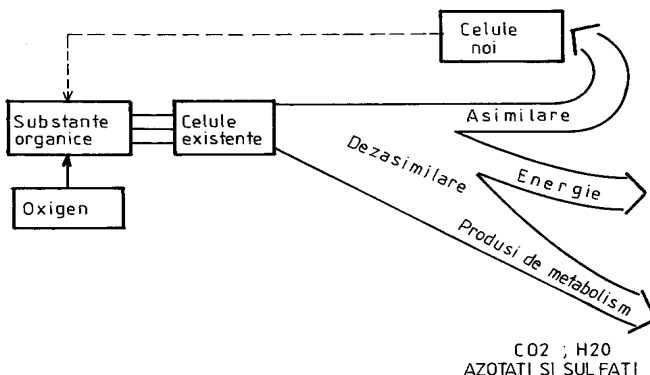 Celule
noi
Substante
organice
Celule
existente
Asimilare
Dezasimilare
Energie
Oxigen
Produsi de metabolism
CO2 ; H2O
AZOTATI SI SULFATI